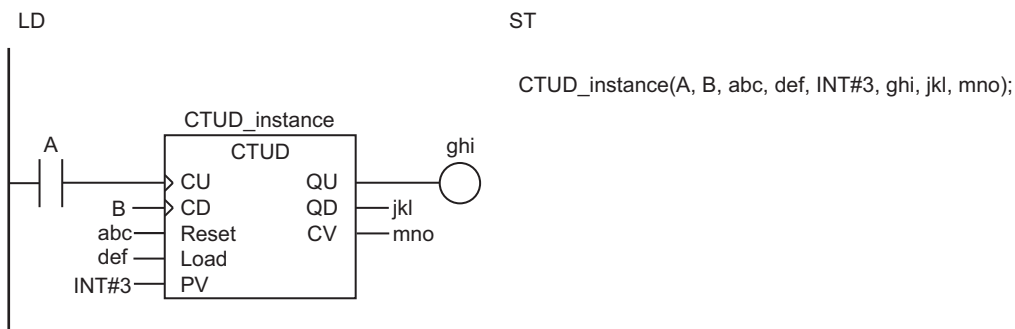 LD
ST
CTUD_instance(A, B, abc, def, INT#3, ghi, jkl, mno);
CTUD_instance
A
CTUD
ghi
CU QU
B CD QD jkl
abc Reset CV mno
def Load
INT#3 PV